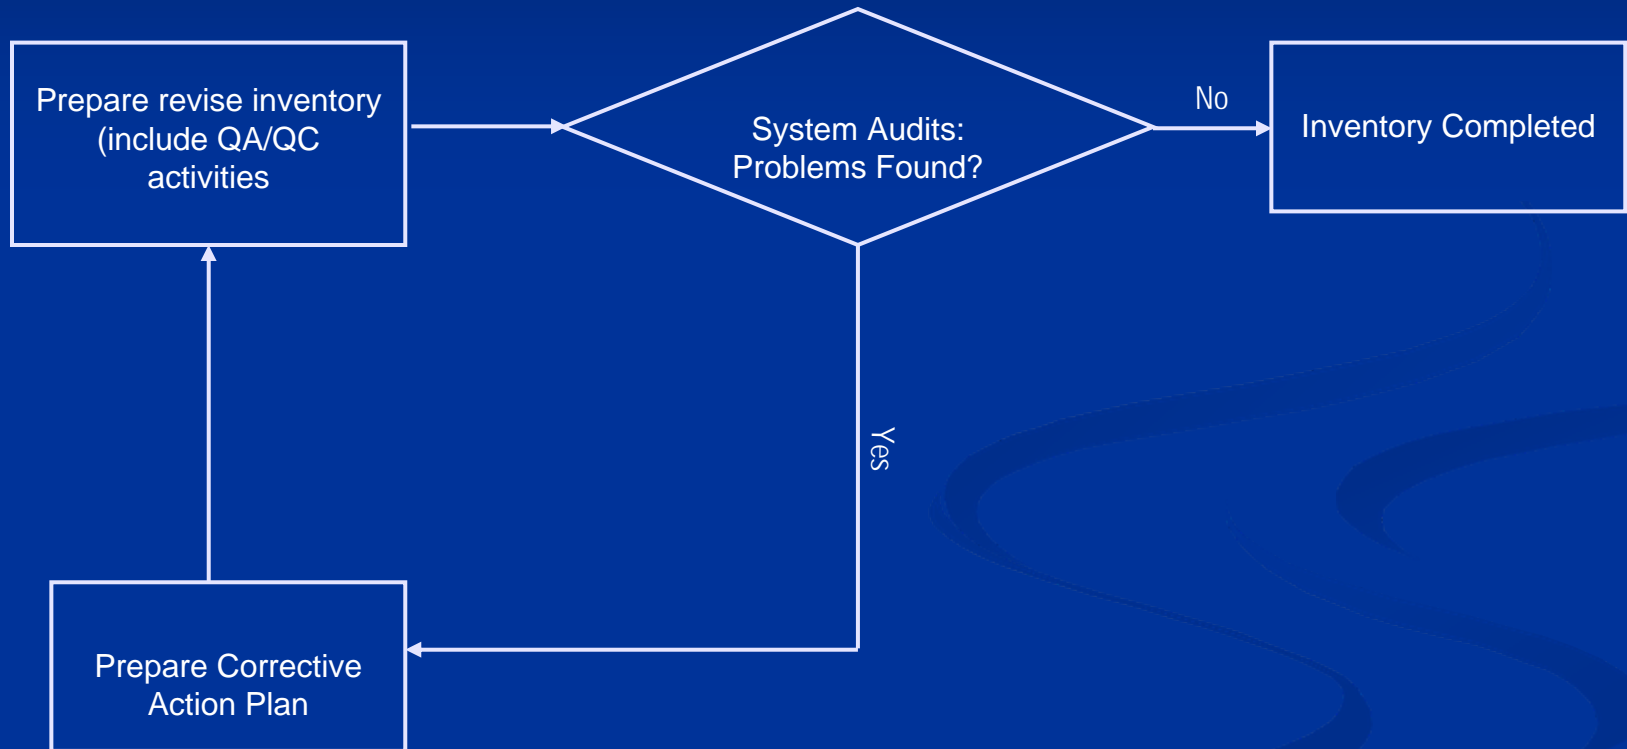 Prepare revise inventory
(include QA/QC
activities
System Audits:
Problems Found?
No
Inventory Completed
Yes
Prepare Corrective
Action Plan